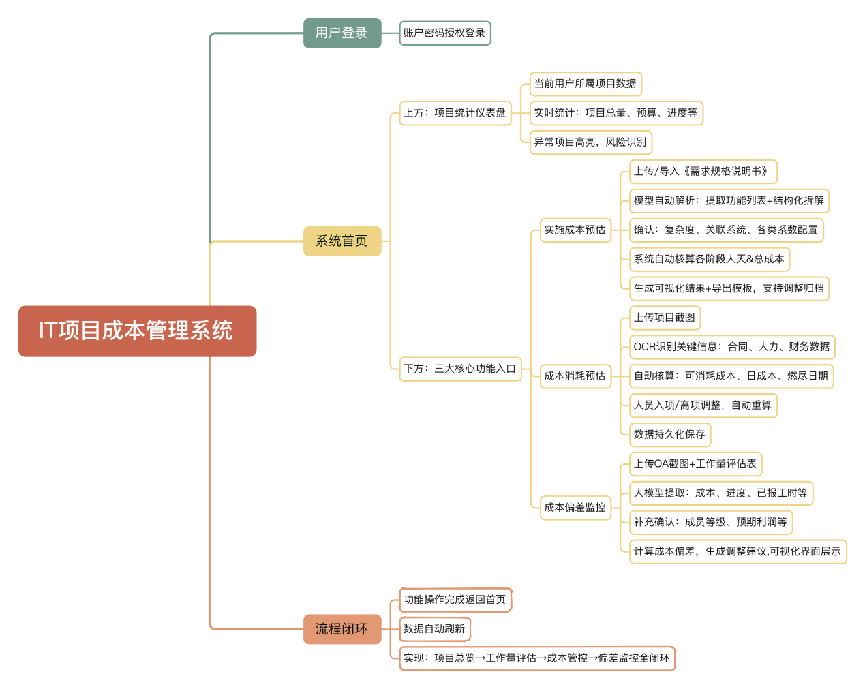 用户登录
账户密码授权登录
当前用户所属项目数据
上方：项目统计仪表盘
实时统计：项目总量、预算、进度等
异常项目高亮，风险识别
上传/导入《需求规格说明书》
模型自动解析：提取功能列表+结构化拆解
实施成本预估
确认：复杂度、关联系统、各类系数配置
系统首页
系统自动核算各阶段人天&总成本
生成可视化结果+导出模板，支持调整归档
上传项目截图
IT项目成本管理系统
OCR识别关键信息：合同、人力、财务数据
下方：三大核心功能入口
成本消耗预估
自动核算：可消耗成本、日成本、燃尽日期
人员入项/离项调整，自动重算
数据持久化保存
上传OA截图+工作量评估表
大模型提取：成本、进度、已报工时等
成本偏差监控
补充确认：成员等级、预期利润等
计算成本偏差，生成调整建议,可视化界面展示
功能操作完成返回首页
流程闭环
数据自动刷新
实现：项目总览→工作量评估→成本管控→偏差监控全闭环